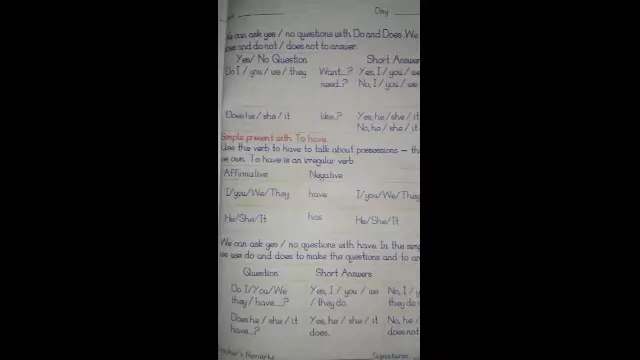 Day
We can ask yes / no questions with Do and Does. We
and do not / does not to answer.
Yes/ No Question Short Answer
Do I / you / we / they Want...? Yes, I / you / we
need..? No, I / you / we
Does he / she / it like..? Yes, he / she / it
No, he / she / it
Simple present with To have.
Use the verb to have to talk about possessions -
we own. To have is an irregular verb
Affirmative Negative
I/you/We/They have I/you/We/They
He/She/It has He/She/It
We can ask yes / no questions with have. In the
we use do and does to make the questions and to
Question Short Answers
Do I/You/We Yes, I / you / we No, I /
they/have....? / they do. they do
Does he / she / it Yes, he / she / it No, he /
have...? does. does not
Teacher's Remarks Signature